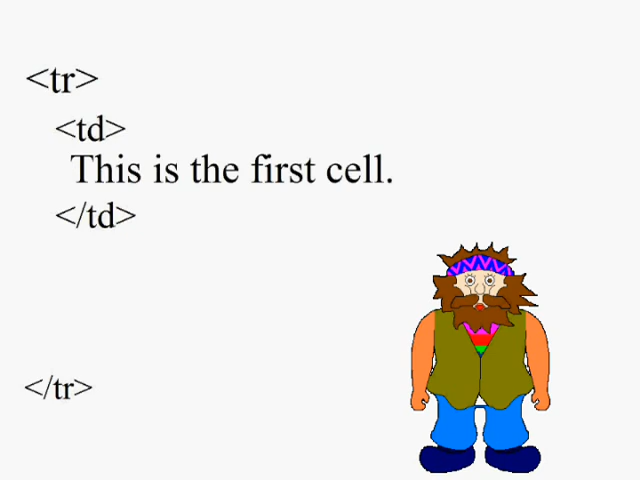 <tr>
<td>
This is the first cell.
</td>
</tr>